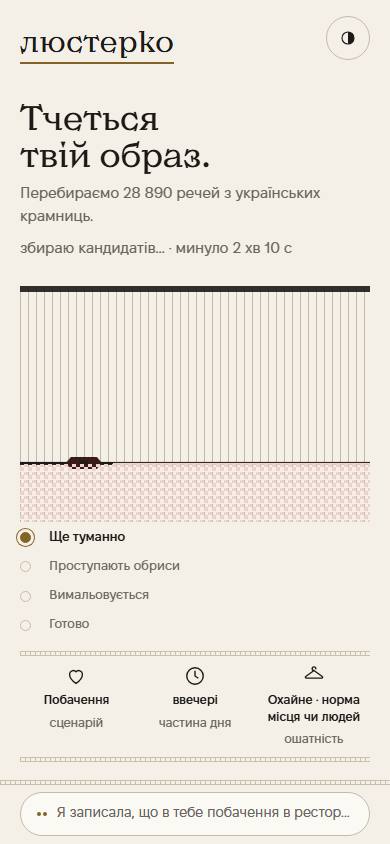 люстерко
Тчеться
твій образ.
Перебираємо 28 890 речей з українських
крамниць.
збираю кандидатів... · минуло 2 хв 10 с
Ще туманно
Проступають обриси
Вимальовується
Готово
Побачення
сценарій
ввечері
частина дня
Охайне · норма
місця чи людей
ошатність
Я записала, що в тебе побачення в рестор...